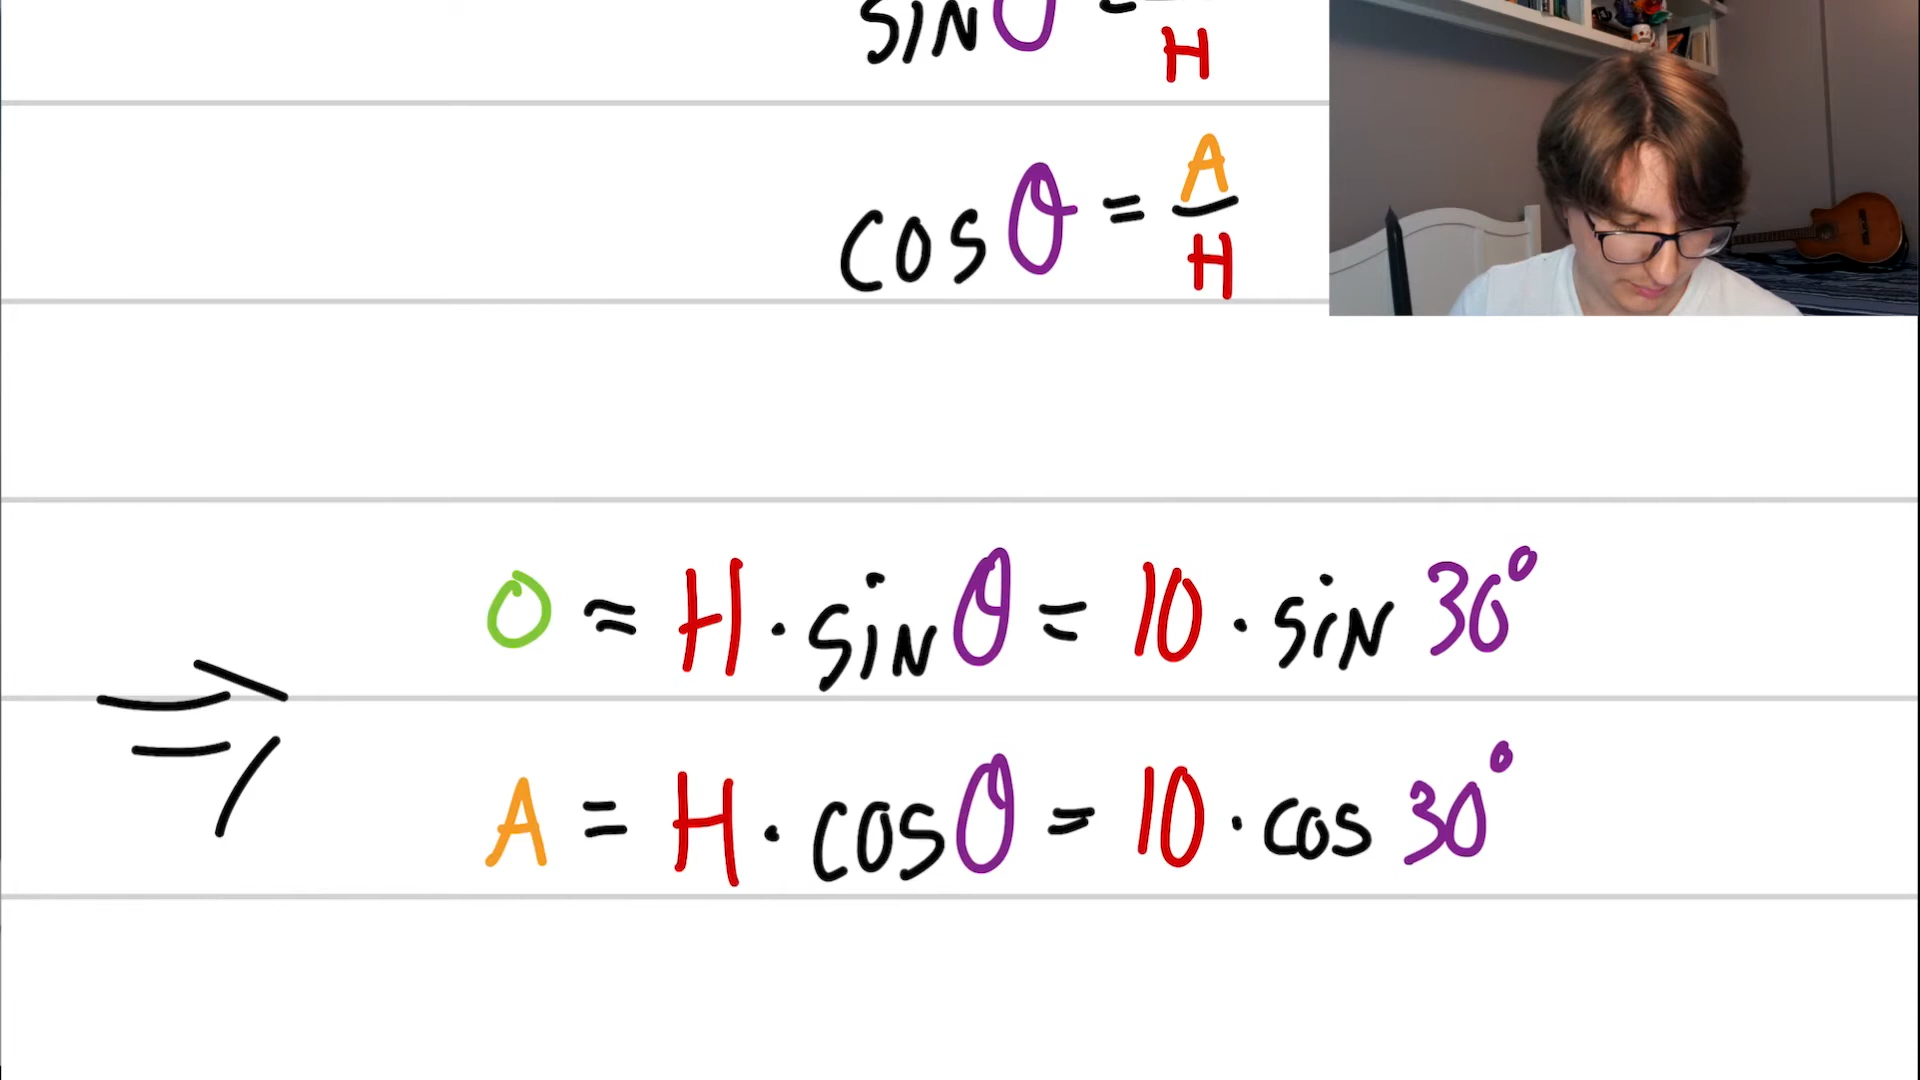 sin θ =
H
cos θ = A/H
O = H · sin θ = 10 · sin 30°
⇒
A = H · cos θ = 10 · cos 30°